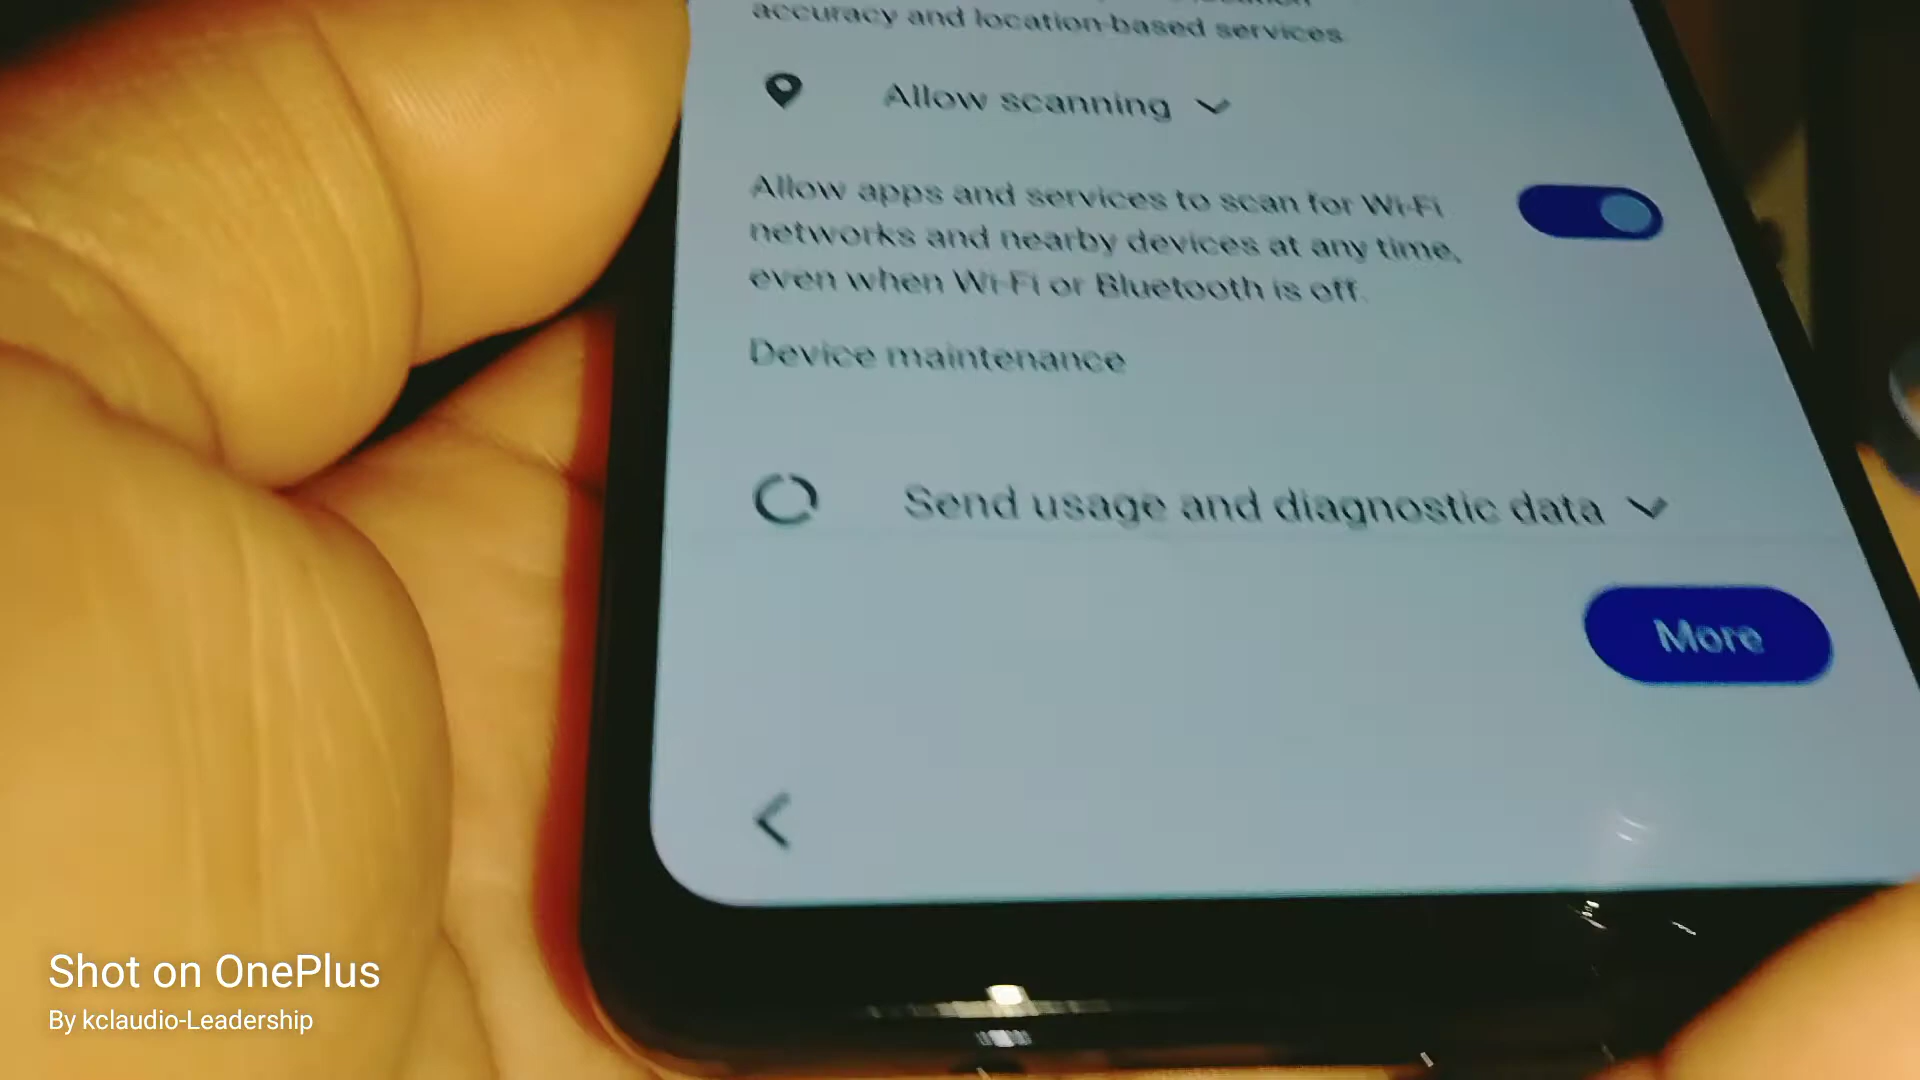 accuracy and location-based services.
Allow scanning
Allow apps and services to scan for Wi-Fi
networks and nearby devices at any time,
even when Wi-Fi or Bluetooth is off.
Device maintenance
Send usage and diagnostic data
More
Shot on OnePlus
By kclaudio-Leadership